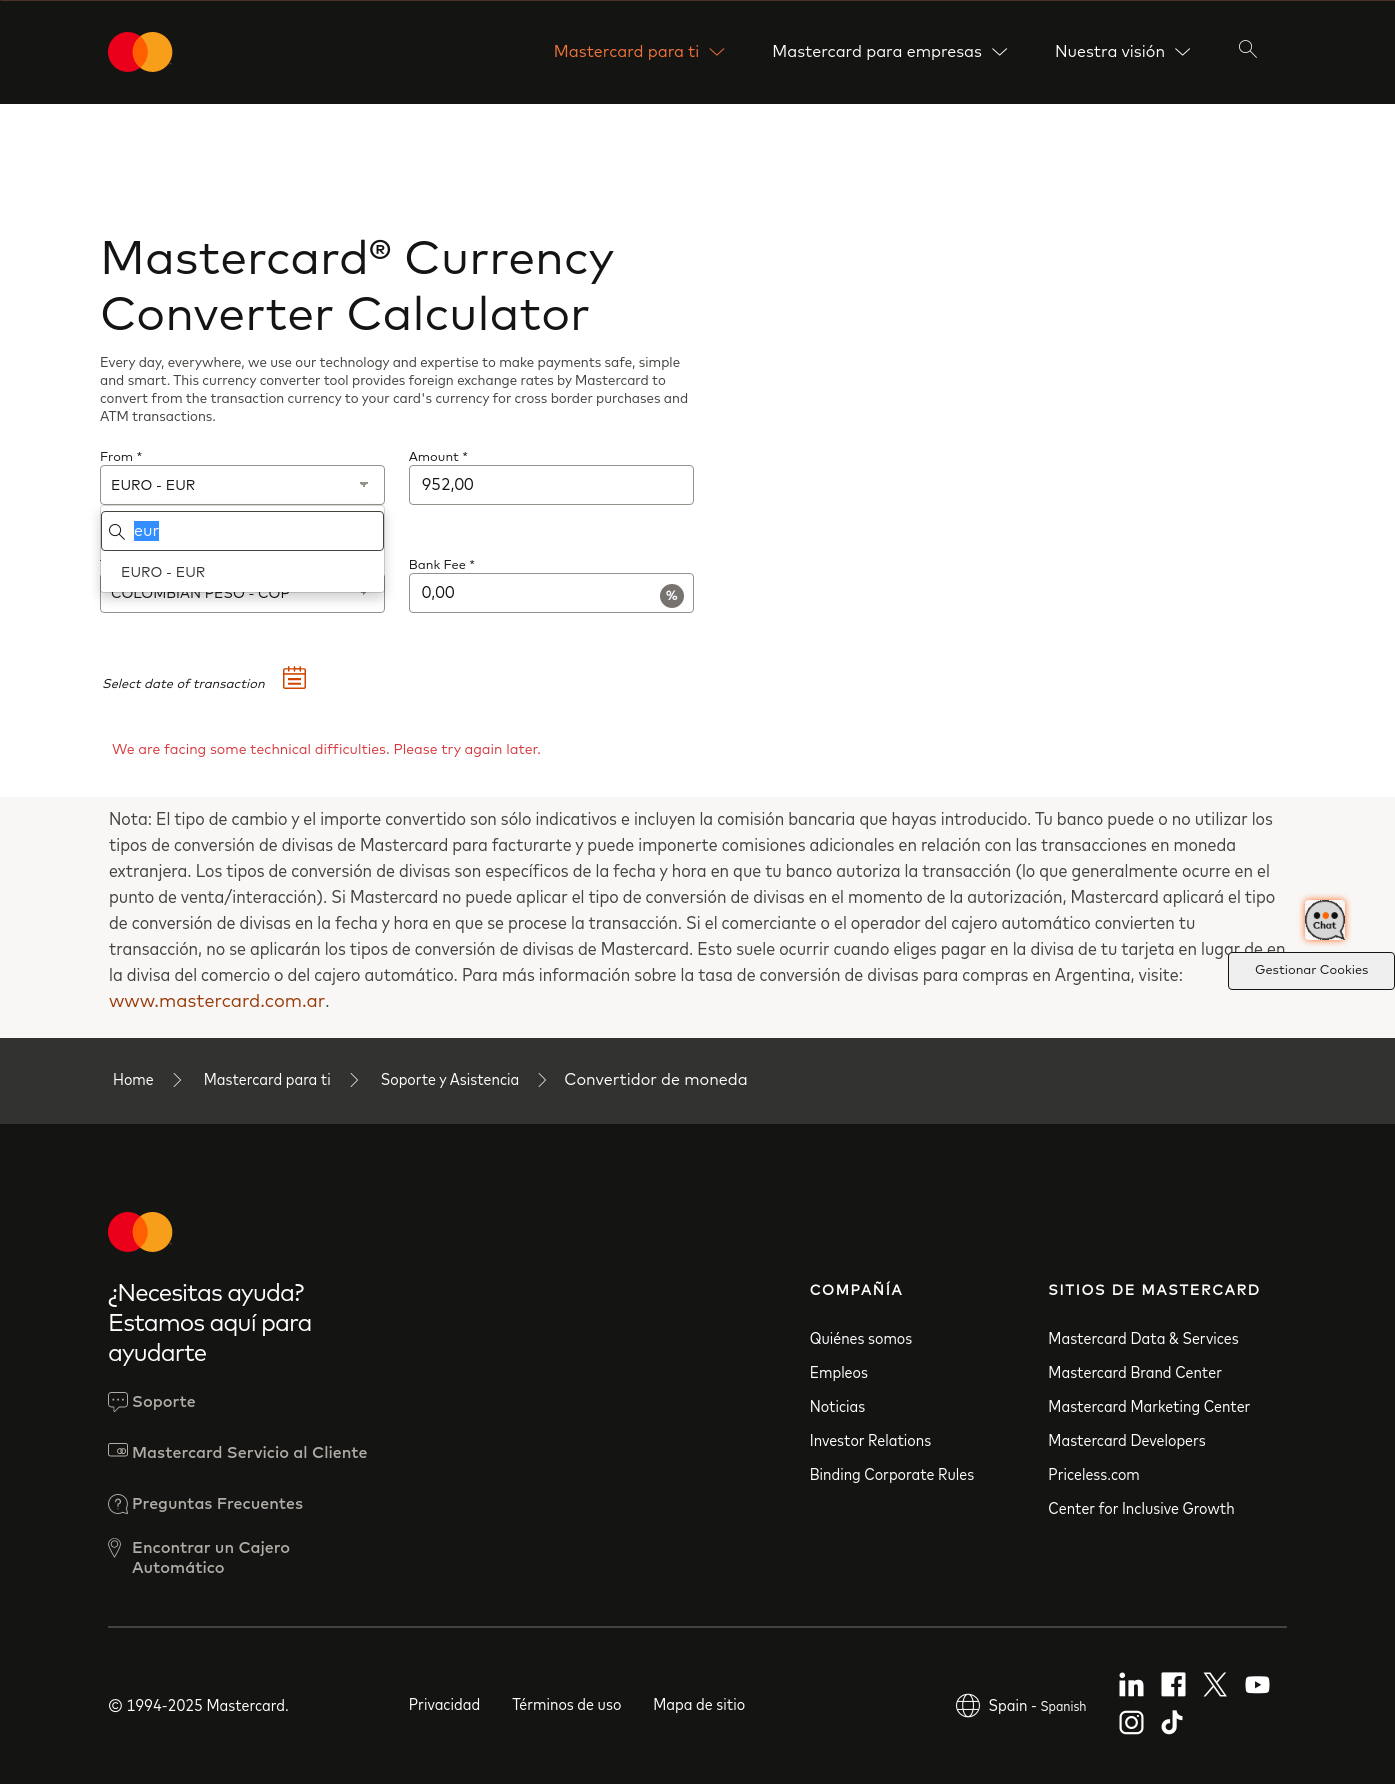 Mastercard para ti
Mastercard para empresas
Nuestra visión
Mastercard® Currency
Converter Calculator
Every day, everywhere, we use our technology and expertise to make payments safe, simple
and smart. This currency converter tool provides foreign exchange rates by Mastercard to
convert from the transaction currency to your card's currency for cross border purchases and
ATM transactions.
From *
Amount *
EURO - EUR
952,00
eur
EURO - EUR
Bank Fee *
COLOMBIAN PESO - COP
0,00
%
Select date of transaction
We are facing some technical difficulties. Please try again later.
Nota: El tipo de cambio y el importe convertido son sólo indicativos e incluyen la comisión bancaria que hayas introducido. Tu banco puede o no utilizar los
tipos de conversión de divisas de Mastercard para facturarte y puede imponerte comisiones adicionales en relación con las transacciones en moneda
extranjera. Los tipos de conversión de divisas son específicos de la fecha y hora en que tu banco autoriza la transacción (lo que generalmente ocurre en el
punto de venta/interacción). Si Mastercard no puede aplicar el tipo de conversión de divisas en el momento de la autorización, Mastercard aplicará el tipo
de conversión de divisas en la fecha y hora en que se procese la transacción. Si el comerciante o el operador del cajero automático convierten tu
transacción, no se aplicarán los tipos de conversión de divisas de Mastercard. Esto suele ocurrir cuando eliges pagar en la divisa de tu tarjeta en lugar de en
la divisa del comercio o del cajero automático. Para más información sobre la tasa de conversión de divisas para compras en Argentina, visite:
www.mastercard.com.ar.
Chat
Gestionar Cookies
Home
Mastercard para ti
Soporte y Asistencia
Convertidor de moneda
¿Necesitas ayuda?
Estamos aquí para
ayudarte
Soporte
Mastercard Servicio al Cliente
Preguntas Frecuentes
Encontrar un Cajero
Automático
COMPAÑÍA
Quiénes somos
Empleos
Noticias
Investor Relations
Binding Corporate Rules
SITIOS DE MASTERCARD
Mastercard Data & Services
Mastercard Brand Center
Mastercard Marketing Center
Mastercard Developers
Priceless.com
Center for Inclusive Growth
© 1994-2025 Mastercard.
Privacidad
Términos de uso
Mapa de sitio
Spain - Spanish